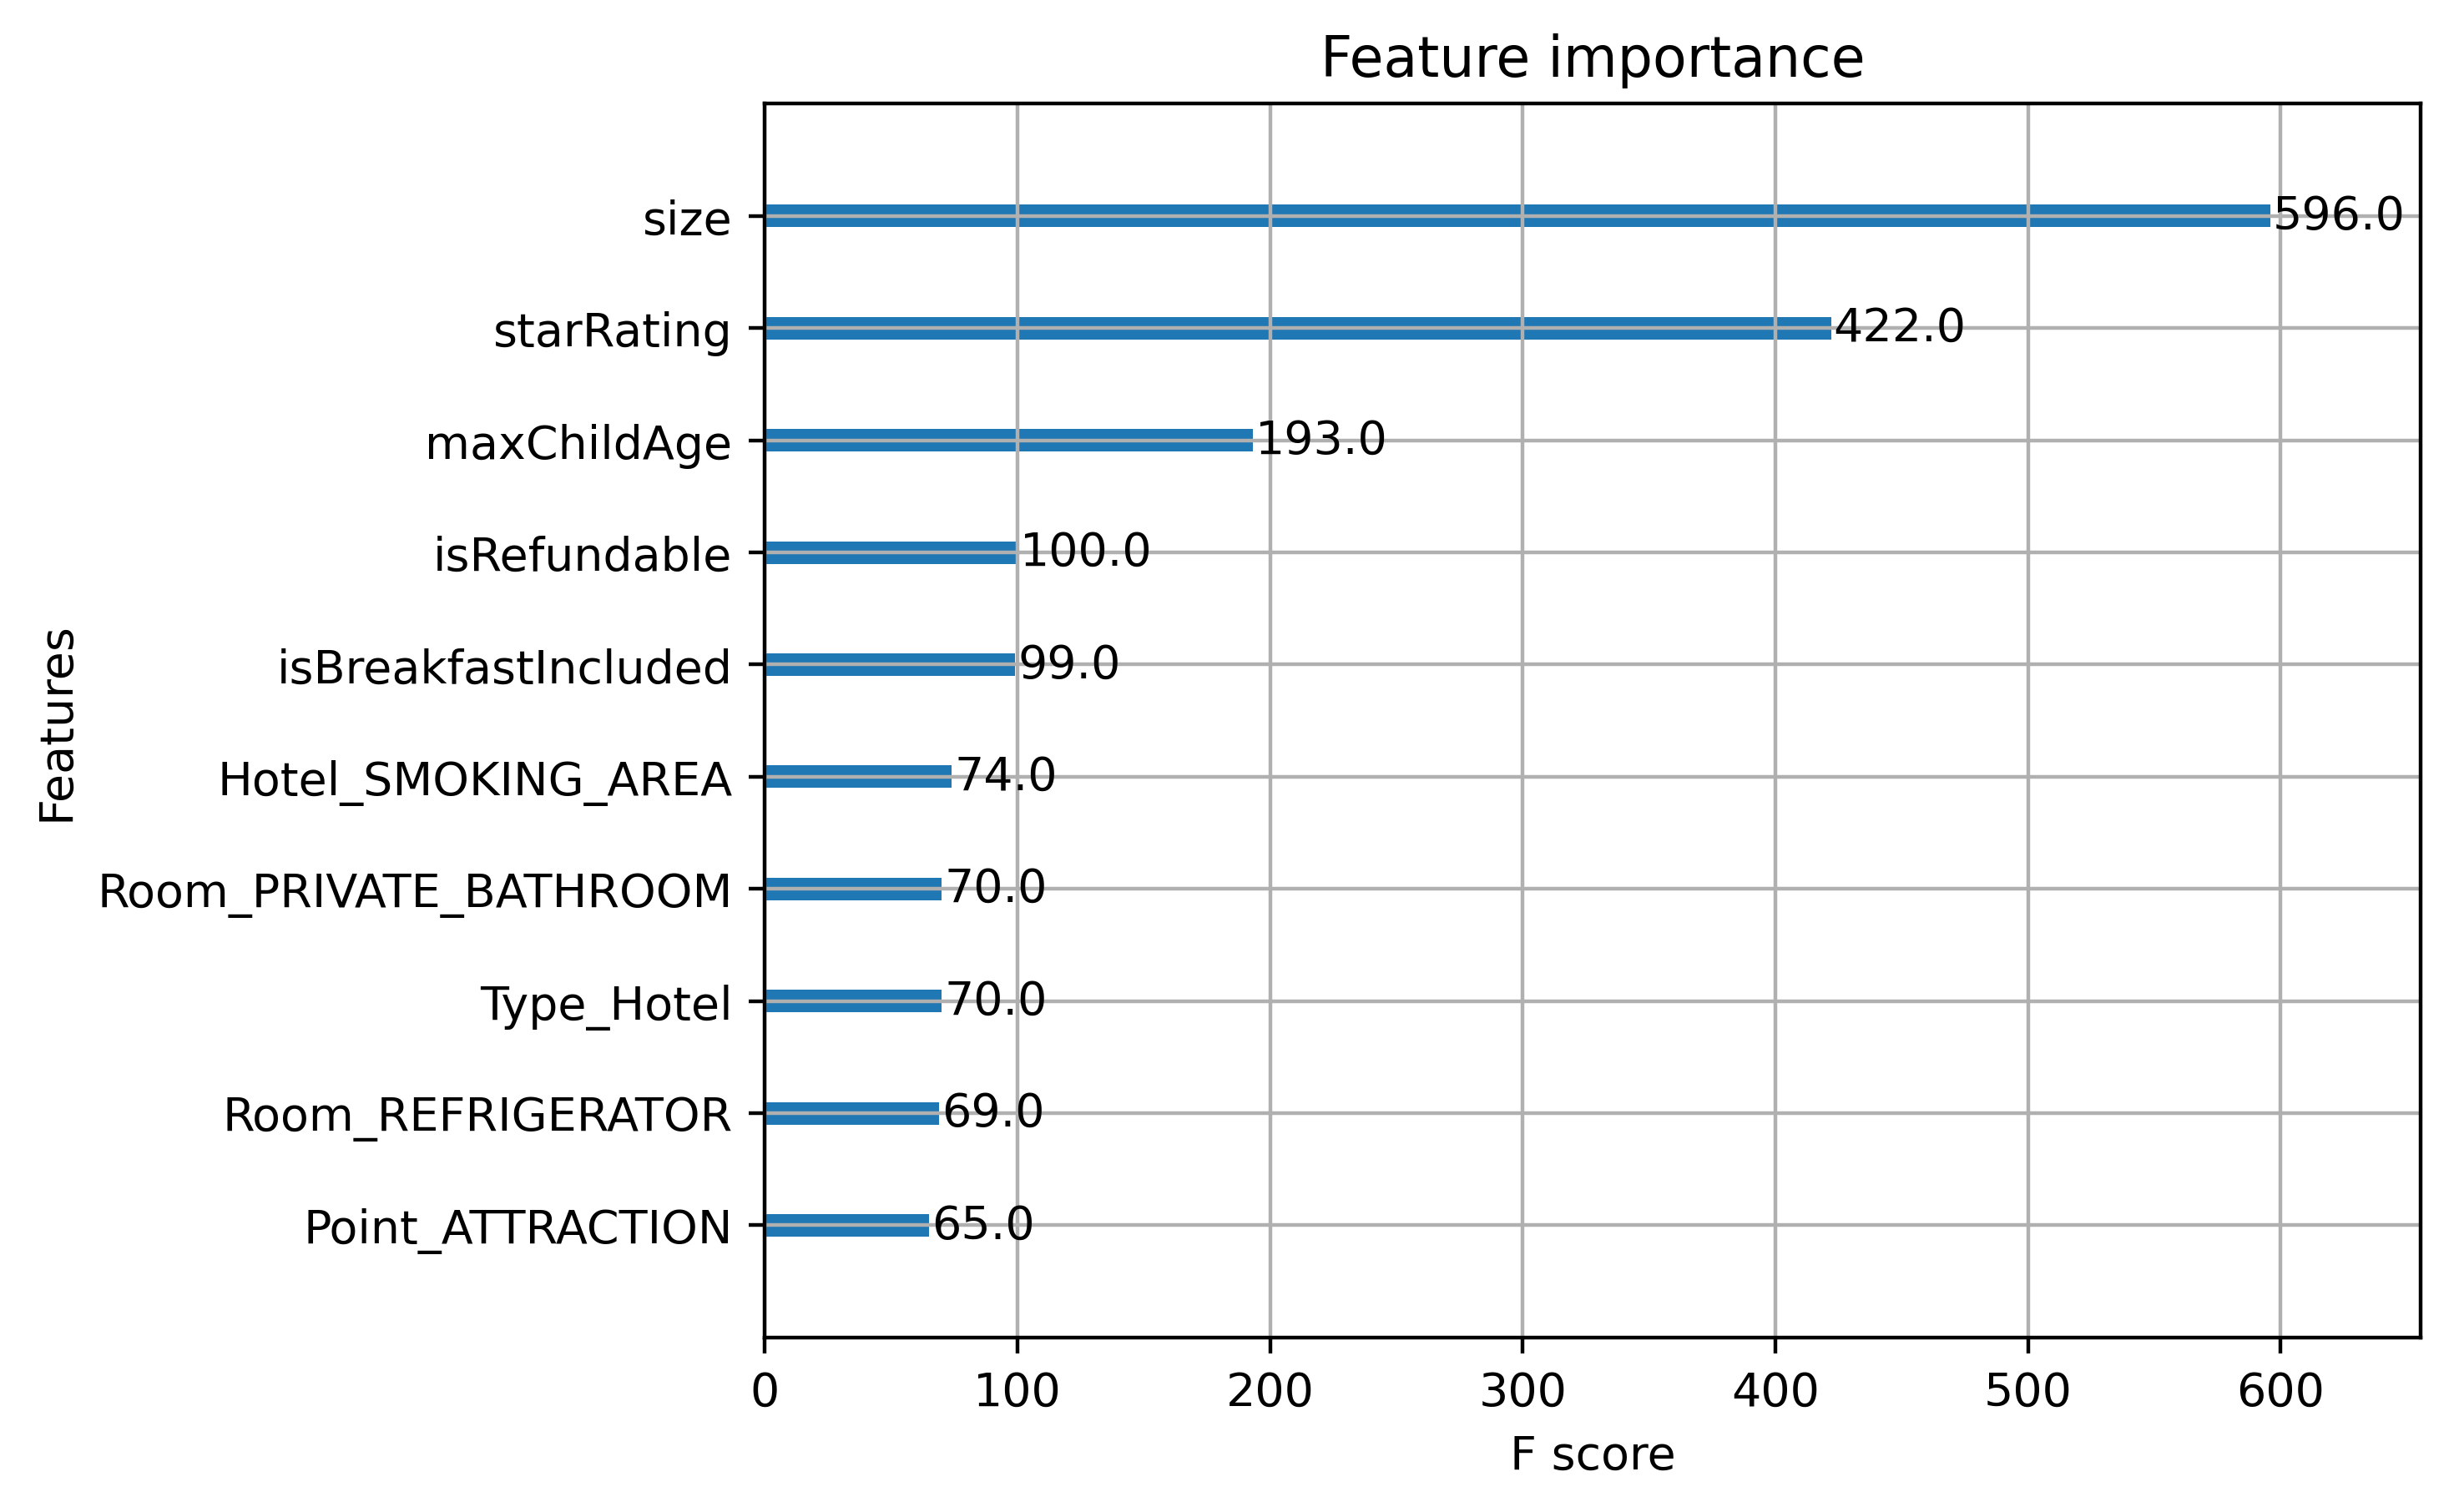 Feature importance
size
596.0
starRating
422.0
maxChildAge
193.0
isRefundable
100.0
isBreakfastIncluded
99.0
Hotel_SMOKING_AREA
74.0
Room_PRIVATE_BATHROOM
70.0
Type_Hotel
70.0
Room_REFRIGERATOR
69.0
Point_ATTRACTION
65.0
Features
0 100 200 300 400 500 600
F score